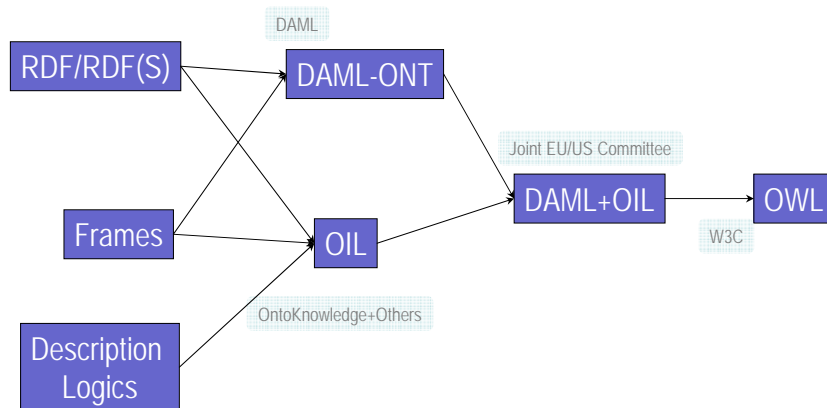 DAML
RDF/RDF(S)
DAML-ONT
Joint EU/US Committee
DAML+OIL
OWL
Frames
OIL
W3C
OntoKnowledge+Others
Description
Logics